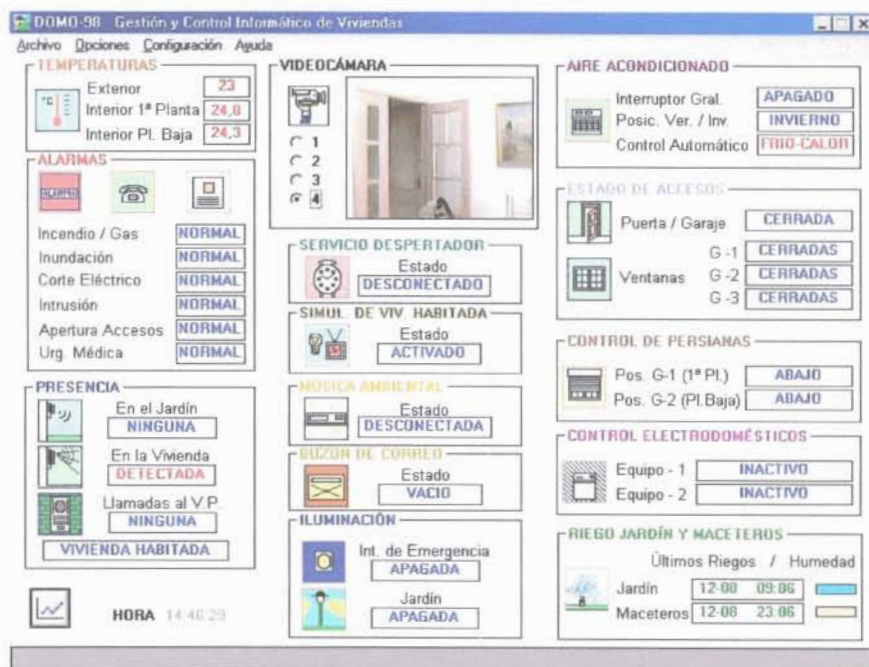 DOMO-98 Gestión y Control Informático de Viviendas
Archivo Opciones Configuración Ayuda
TEMPERATURAS
°C
Exterior 23
Interior 1ª Planta 24,0
Interior Pl. Baja 24,3
ALARMAS
ALARMA
Incendio / Gas NORMAL
Inundación NORMAL
Corte Eléctrico NORMAL
Intrusión NORMAL
Apertura Accesos NORMAL
Urg. Médica NORMAL
PRESENCIA
En el Jardín
NINGUNA
En la Vivienda
DETECTADA
Llamadas al V.P.
NINGUNA
VIVIENDA HABITADA
HORA 14:46:29
VIDEOCÁMARA
1
2
3
4
SERVICIO DESPERTADOR
Estado
DESCONECTADO
SIMUL. DE VIV. HABITADA
Estado
ACTIVADO
MÚSICA AMBIENTAL
Estado
DESCONECTADA
BUZON DE CORREO
Estado
VACIO
ILUMINACIÓN
Int. de Emergencia
APAGADA
Jardín
APAGADA
AIRE ACONDICIONADO
Interruptor Gral. APAGADO
Posic. Ver. / Inv. INVIERNO
Control Automático FRIO-CALOR
ESTADO DE ACCESOS
Puerta / Garaje CERRADA
G -1 CERRADAS
Ventanas G -2 CERRADAS
G -3 CERRADAS
CONTROL DE PERSIANAS
Pos. G-1 (1ª Pl.) ABAJO
Pos. G-2 (Pl.Baja) ABAJO
CONTROL ELECTRODOMÉSTICOS
Equipo - 1 INACTIVO
Equipo - 2 INACTIVO
RIEGO JARDÍN Y MACETEROS
Últimos Riegos / Humedad
Jardín 12-08 09:06
Maceteros 12-08 23:06